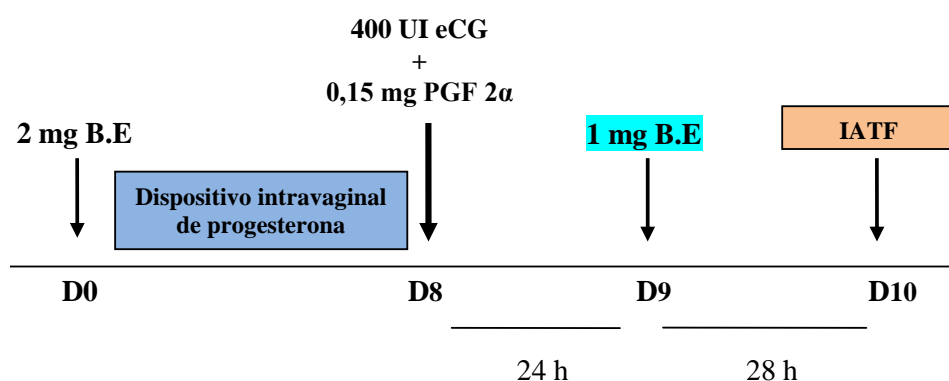 400 UI eCG
+
0,15 mg PGF 2α
2 mg B.E
1 mg B.E
IATF
Dispositivo intravaginal
de progesterona
D0
D8
D9
D10
24 h
28 h